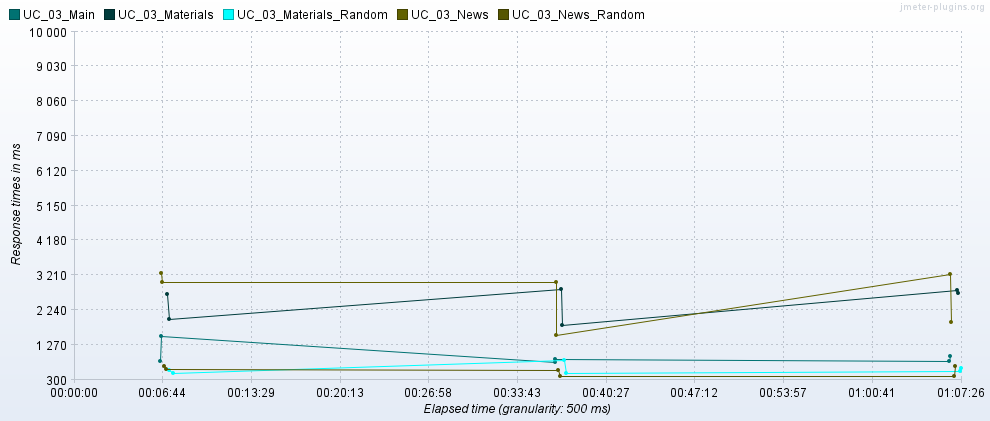 UC_03_Main UC_03_Materials UC_03_Materials_Random UC_03_News UC_03_News_Random
jmeter-plugins.org
10 000
9 030
8 060
7 090
6 120
5 150
4 180
3 210
2 240
1 270
300
Response times in ms
00:00:00 00:06:44 00:13:29 00:20:13 00:26:58 00:33:43 00:40:27 00:47:12 00:53:57 01:00:41 01:07:26
Elapsed time (granularity: 500 ms)